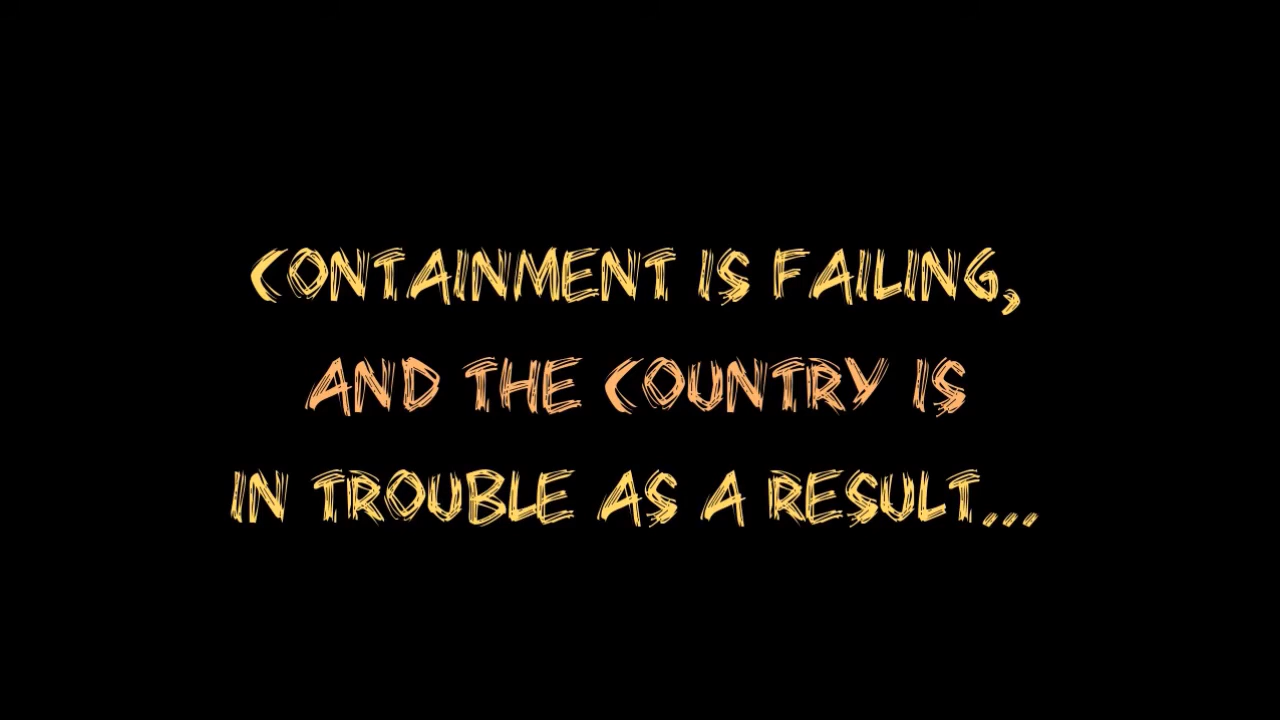 CONTAINMENT IS FAILING,
AND THE COUNTRY IS
IN TROUBLE AS A RESULT...